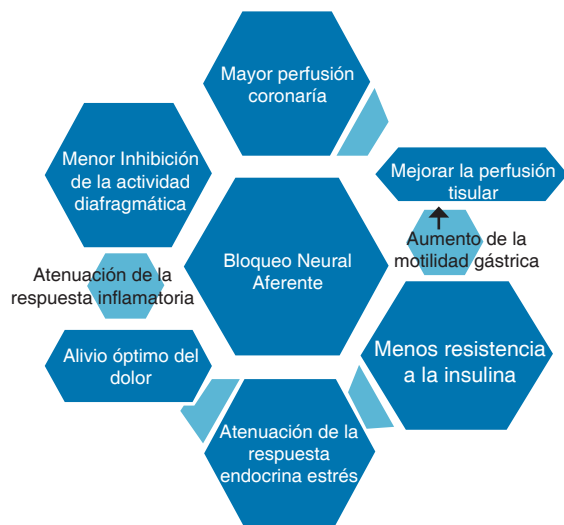 Mayor perfusión
coronaría
Menor Inhibición
de la actividad
diafragmática
Mejorar la perfusión
tisular
Bloqueo Neural
Aferente
Aumento de la
motilidad gástrica
Atenuación de la
respuesta inflamatoria
Alivio óptimo del
dolor
Menos resistencia
a la insulina
Atenuación de la
respuesta
endocrina estrés